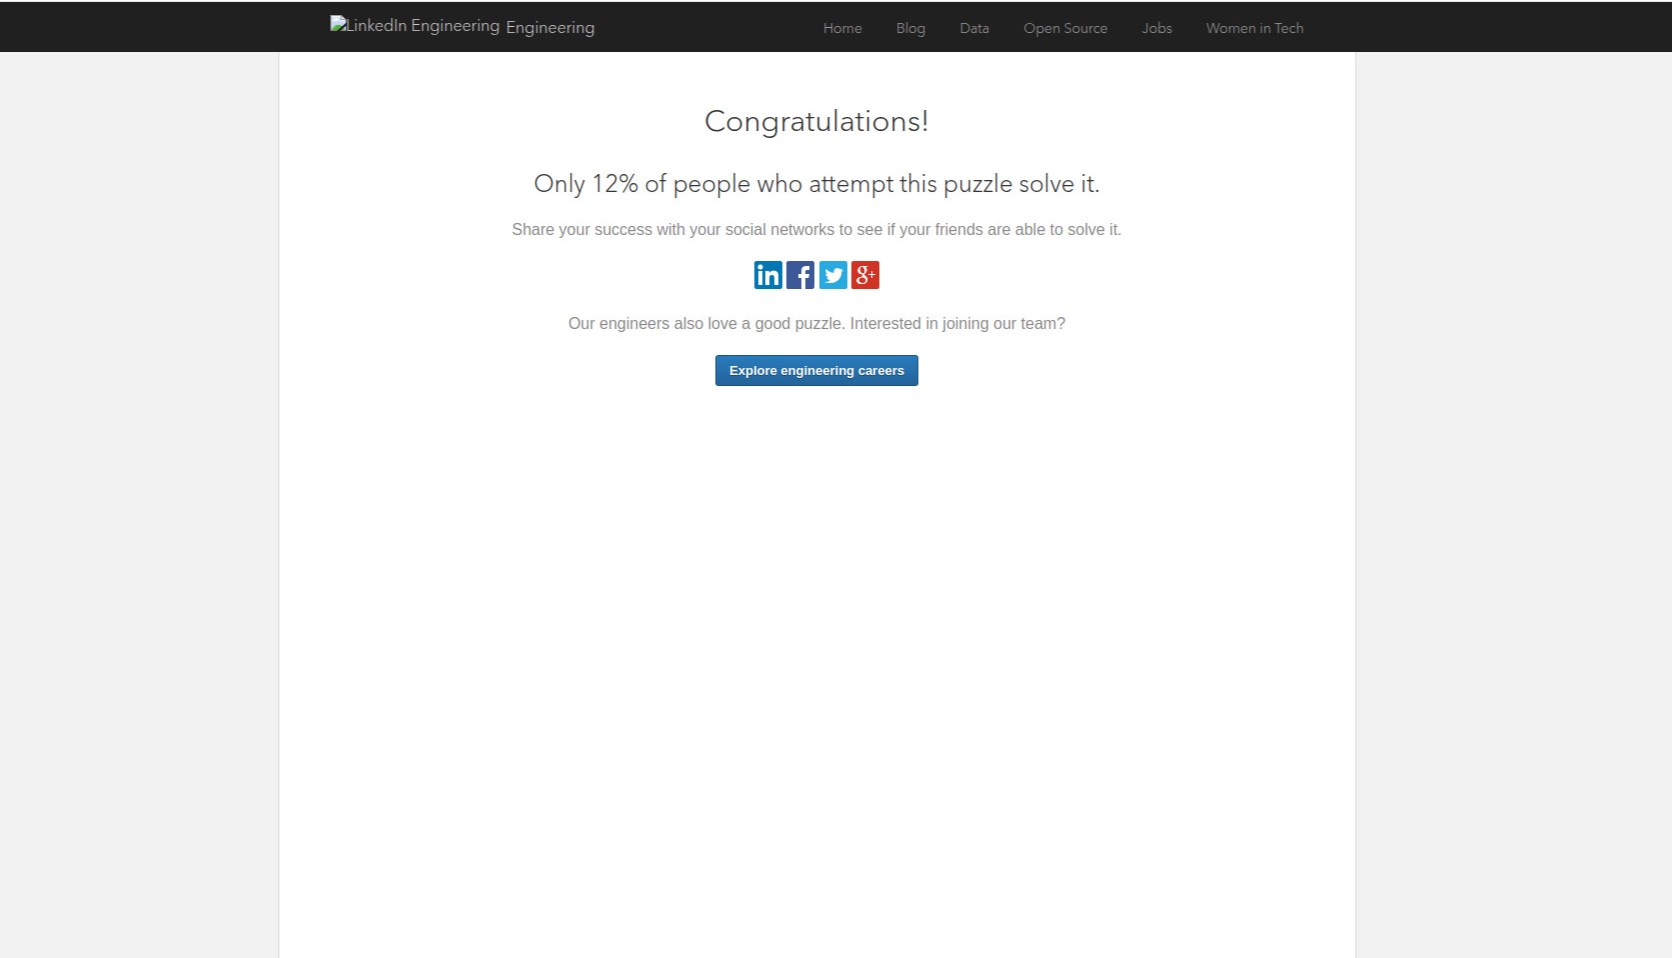 LinkedIn Engineering Engineering Home Blog Data Open Source Jobs Women in Tech
Congratulations!
Only 12% of people who attempt this puzzle solve it.
Share your success with your social networks to see if your friends are able to solve it.
in f g+
Our engineers also love a good puzzle. Interested in joining our team?
Explore engineering careers